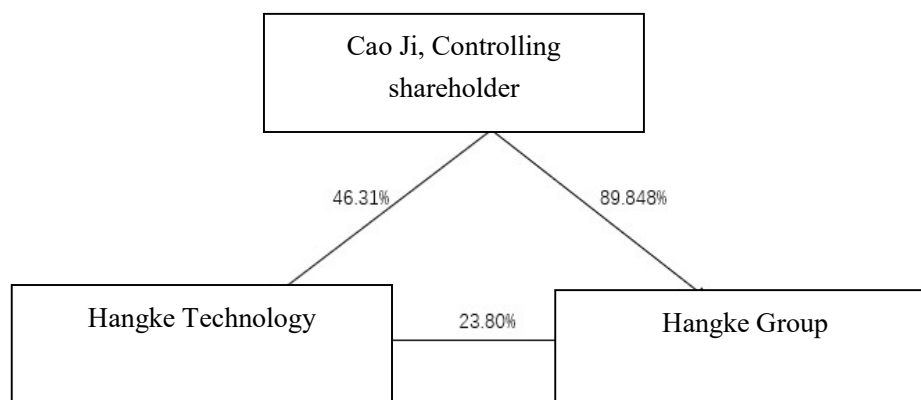 Cao Ji, Controlling
shareholder
46.31%
89.848%
Hangke Technology
23.80%
Hangke Group